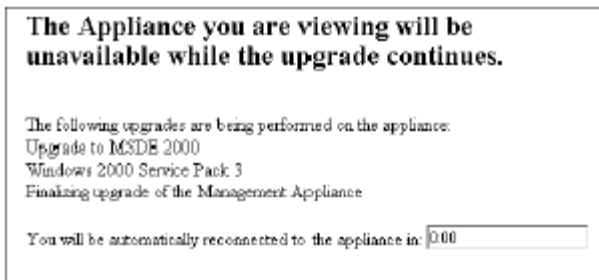 The Appliance you are viewing will be
unavailable while the upgrade continues.
The following upgrades are being performed on the appliance:
Upgrade to MSDE 2000
Windows 2000 Service Pack 3
Finalizing upgrade of the Management Appliance
You will be automatically reconnected to the appliance in: 0:00